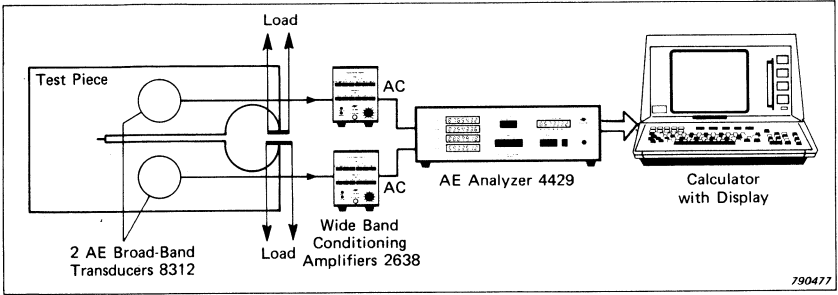 Load
Test Piece
AC
AC
AE Analyzer 4429
Calculator
with Display
Load
Wide Band
Conditioning
Amplifiers 2638
2 AE Broad-Band
Transducers 8312
790477